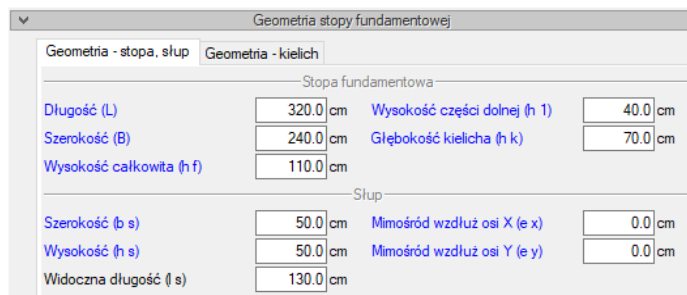 Geometria stopy fundamentowej
Geometria - stopa, słup Geometria - kielich
Stopa fundamentowa
Długość (L) 320.0 cm Wysokość części dolnej (h 1) 40.0 cm
Szerokość (B) 240.0 cm Głębokość kielicha (h k) 70.0 cm
Wysokość całkowita (h f) 110.0 cm
Słup
Szerokość (b s) 50.0 cm Mimośród wzdłuż osi X (e x) 0.0 cm
Wysokość (h s) 50.0 cm Mimośród wzdłuż osi Y (e y) 0.0 cm
Widoczna długość (l s) 130.0 cm